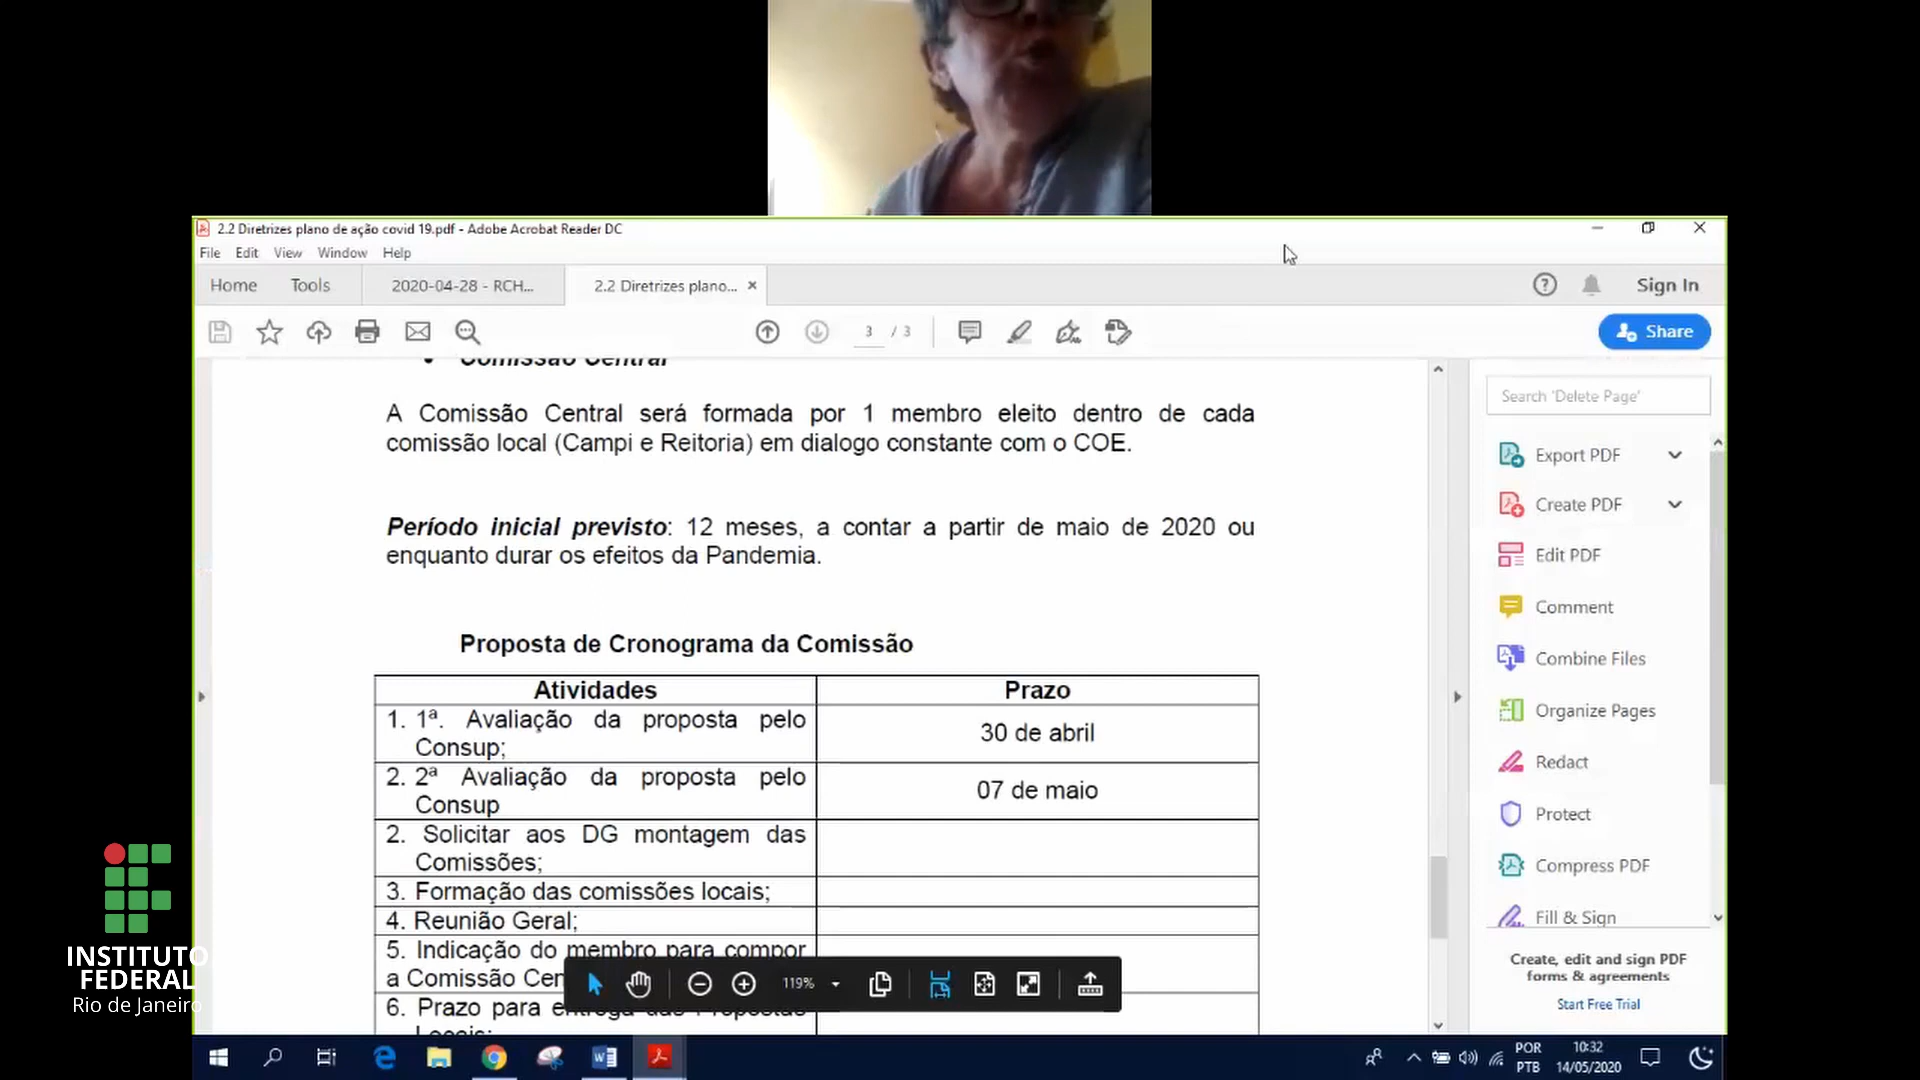 2.2 Diretrizes plano de ação covid 19.pdf - Adobe Acrobat Reader DC
File Edit View Window Help
Home Tools 2020-04-28 - RCH... 2.2 Diretrizes plano... Sign In
3 / 3 Share
Comissão Central
A Comissão Central será formada por 1 membro eleito dentro de cada
comissão local (Campi e Reitoria) em dialogo constante com o COE.
Período inicial previsto: 12 meses, a contar a partir de maio de 2020 ou
enquanto durar os efeitos da Pandemia.
Proposta de Cronograma da Comissão
Atividades Prazo
1. 1ª. Avaliação da proposta pelo
Consup;
30 de abril
2. 2ª Avaliação da proposta pelo
Consup
07 de maio
2. Solicitar aos DG montagem das
Comissões;
3. Formação das comissões locais;
4. Reunião Geral;
5. Indicação do membro para compor
a Comissão
6. Prazo para
Search 'Delete Page'
Export PDF
Create PDF
Edit PDF
Comment
Combine Files
Organize Pages
Redact
Protect
Compress PDF
Fill & Sign
Create, edit and sign PDF
forms & agreements
Start Free Trial
119%
INSTITUTO
FEDERAL
Rio de Janeiro
POR
PTB
10:32
14/05/2020